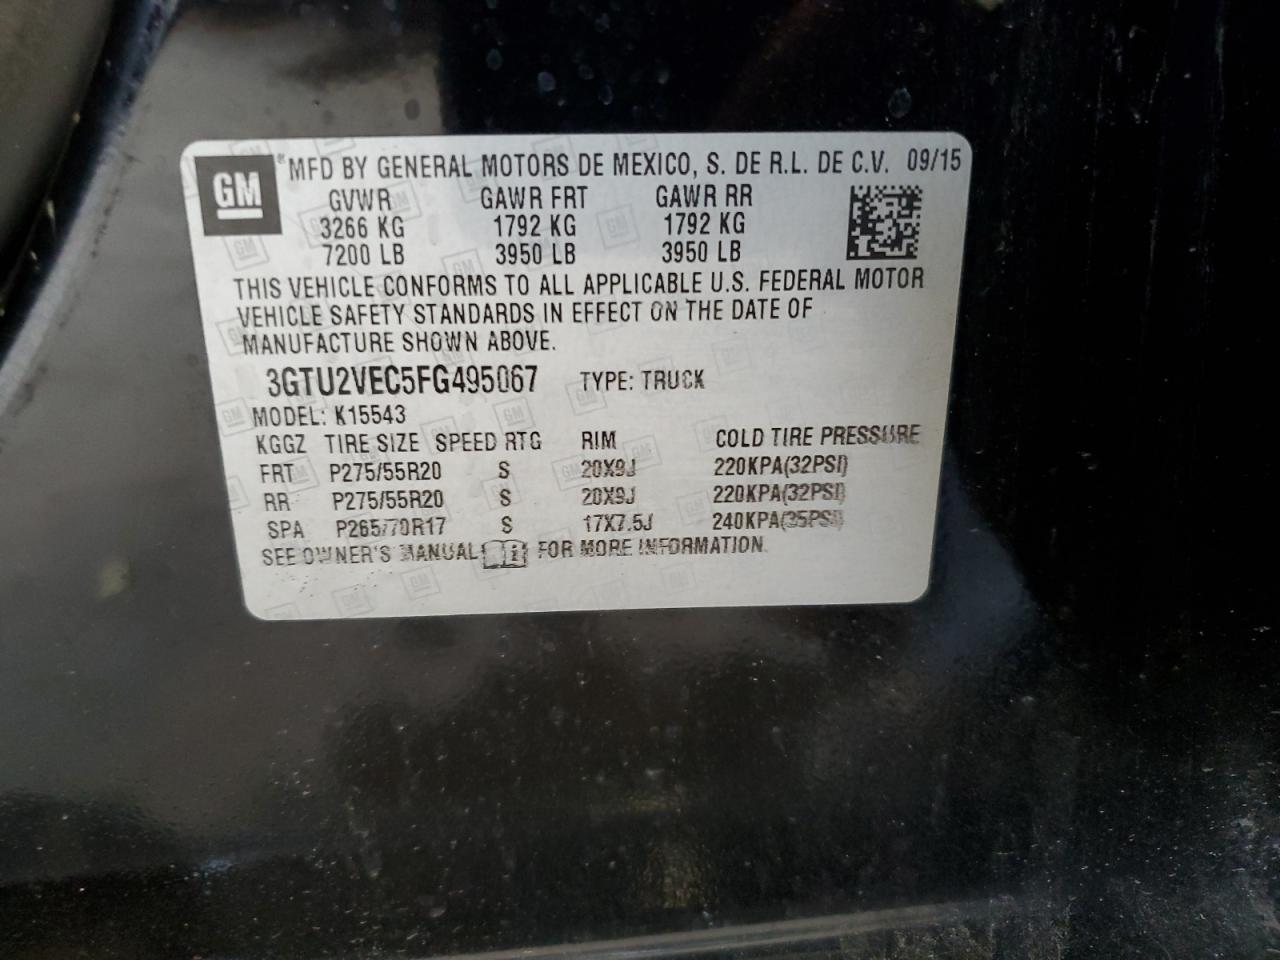 GM ® MFD BY GENERAL MOTORS DE MEXICO, S. DE R.L. DE C.V. 09/15
GVWR GAWR FRT GAWR RR
3266 KG 1792 KG 1792 KG
7200 LB 3950 LB 3950 LB
THIS VEHICLE CONFORMS TO ALL APPLICABLE U.S. FEDERAL MOTOR
VEHICLE SAFETY STANDARDS IN EFFECT ON THE DATE OF
MANUFACTURE SHOWN ABOVE.
3GTU2VEC5FG495067 TYPE: TRUCK
MODEL: K15543
KGGZ TIRE SIZE SPEED RTG RIM COLD TIRE PRESSURE
FRT P275/55R20 S 20X9J 220KPA(32PSI)
RR P275/55R20 S 20X9J 220KPA(32PSI)
SPA P265/70R17 S 17X7.5J 240KPA(35PSI)
SEE OWNER'S MANUAL FOR MORE INFORMATION.